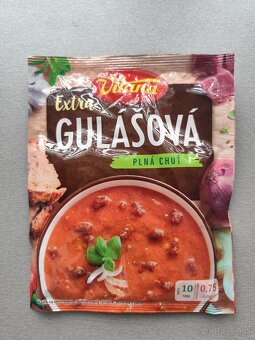 Vitana
Extra
GULÁŠOVÁ
PLNÁ CHUŤ
10 0,75